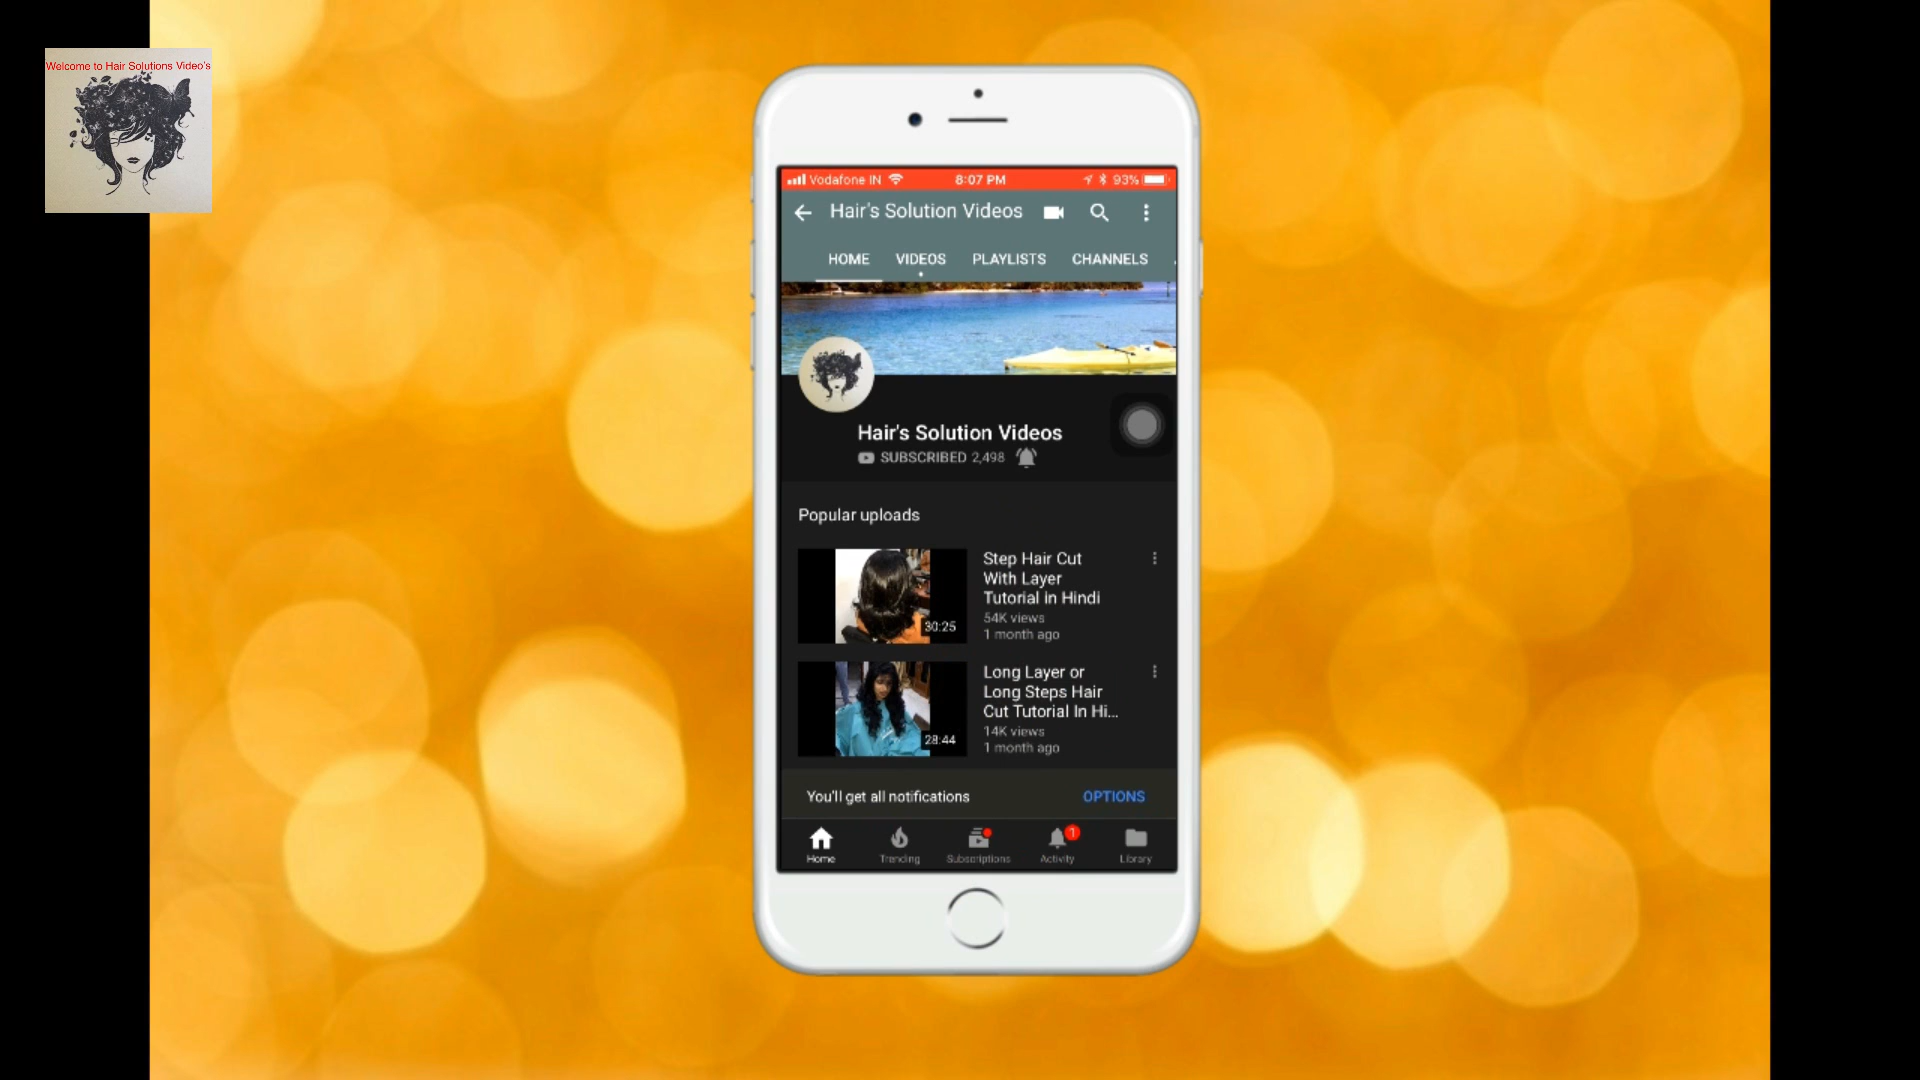 Welcome to Hair Solutions Video's
Vodafone IN 8:07 PM 93%
Hair's Solution Videos
HOME VIDEOS PLAYLISTS CHANNELS
Hair's Solution Videos
SUBSCRIBED 2,498
Popular uploads
Step Hair Cut
With Layer
Tutorial in Hindi
54K views
1 month ago
30:25
Long Layer or
Long Steps Hair
Cut Tutorial In Hi...
14K views
1 month ago
28:44
You'll get all notifications OPTIONS
1
Home Trending Subscriptions Activity Library